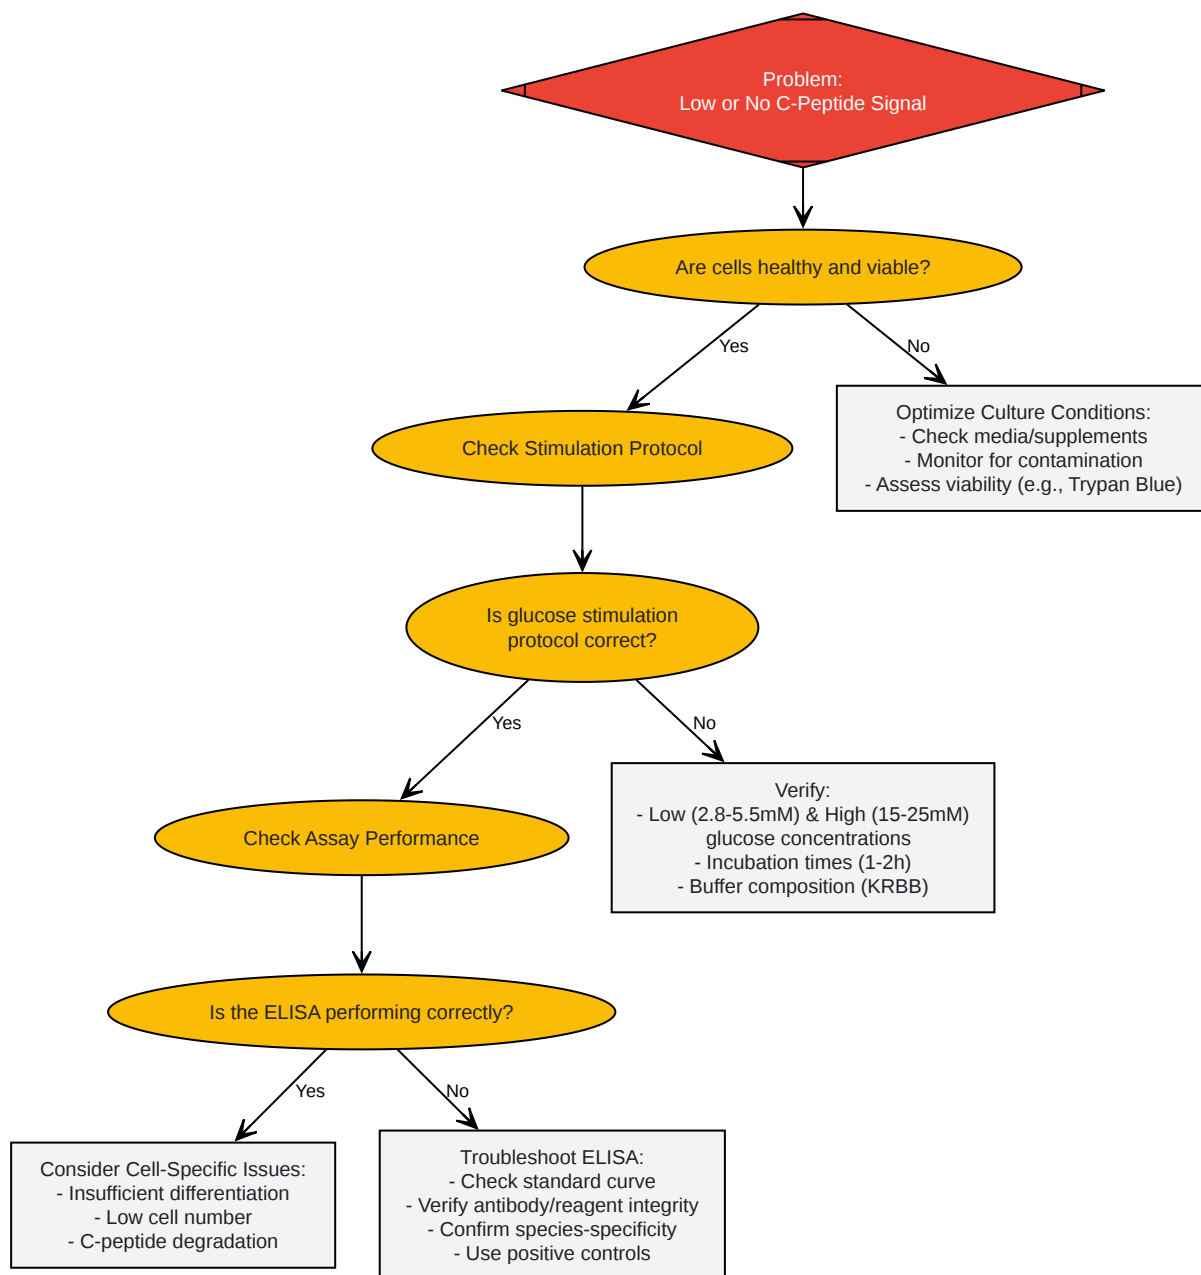 Problem:
Low or No C-Peptide Signal
Are cells healthy and viable?
Yes
No
Optimize Culture Conditions:
- Check media/supplements
- Monitor for contamination
- Assess viability (e.g., Trypan Blue)
Check Stimulation Protocol
Is glucose stimulation
protocol correct?
Yes
No
Verify:
- Low (2.8-5.5mM) & High (15-25mM)
glucose concentrations
- Incubation times (1-2h)
- Buffer composition (KRBB)
Check Assay Performance
Is the ELISA performing correctly?
Yes
No
Consider Cell-Specific Issues:
- Insufficient differentiation
- Low cell number
- C-peptide degradation
Troubleshoot ELISA:
- Check standard curve
- Verify antibody/reagent integrity
- Confirm species-specificity
- Use positive controls